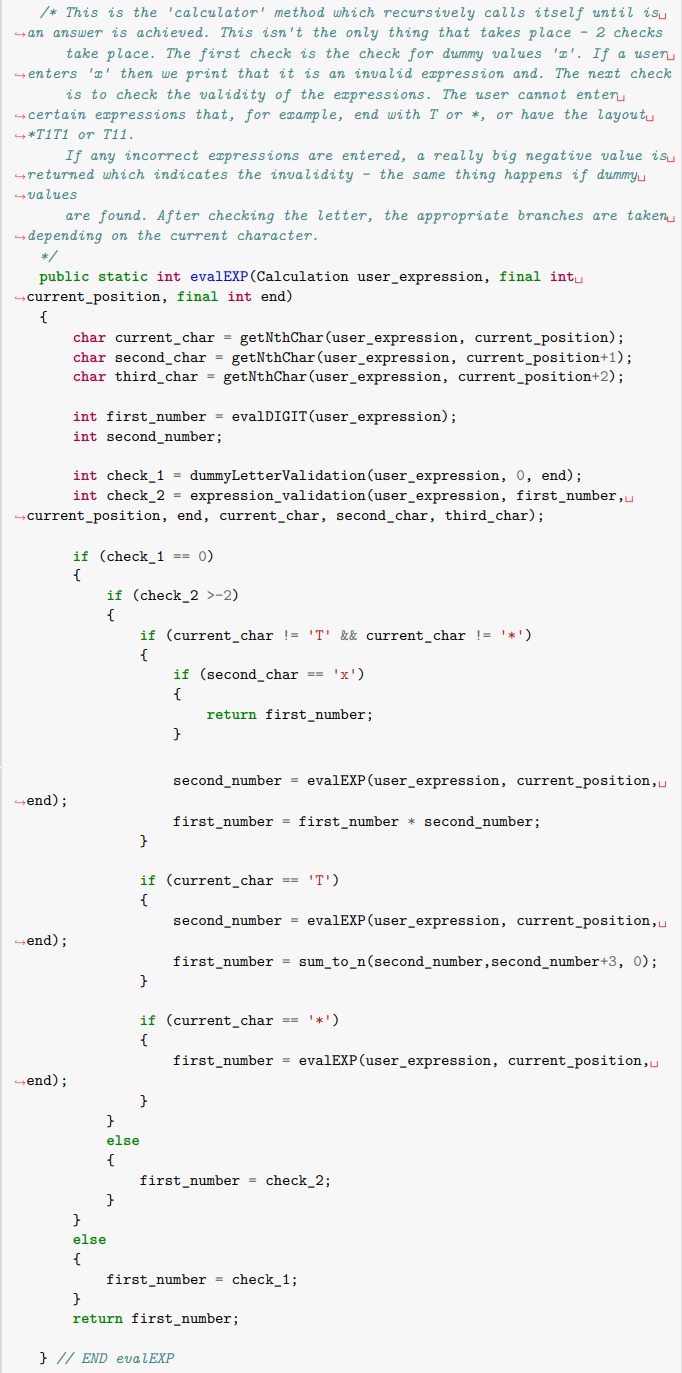 /* This is the 'calculator' method which recursively calls itself until is␣
↪an answer is achieved. This isn't the only thing that takes place - 2 checks
take place. The first check is the check for dummy values 'x'. If a user␣
↪enters 'x' then we print that it is an invalid expression and. The next check
is to check the validity of the expressions. The user cannot enter␣
↪certain expressions that, for example, end with T or *, or have the layout␣
↪*T1T1 or T11.
If any incorrect expressions are entered, a really big negative value is␣
↪returned which indicates the invalidity - the same thing happens if dummy␣
↪values
are found. After checking the letter, the appropriate branches are taken␣
↪depending on the current character.
*/
public static int evalEXP(Calculation user_expression, final int␣
↪current_position, final int end)
{
char current_char = getNthChar(user_expression, current_position);
char second_char = getNthChar(user_expression, current_position+1);
char third_char = getNthChar(user_expression, current_position+2);
int first_number = evalDIGIT(user_expression);
int second_number;
int check_1 = dummyLetterValidation(user_expression, 0, end);
int check_2 = expression_validation(user_expression, first_number,␣
↪current_position, end, current_char, second_char, third_char);
if (check_1 == 0)
{
if (check_2 >-2)
{
if (current_char != 'T' && current_char != '*')
{
if (second_char == 'x')
{
return first_number;
}
second_number = evalEXP(user_expression, current_position,␣
↪end);
first_number = first_number * second_number;
}
if (current_char == 'T')
{
second_number = evalEXP(user_expression, current_position,␣
↪end);
first_number = sum_to_n(second_number,second_number+3, 0);
}
if (current_char == '*')
{
first_number = evalEXP(user_expression, current_position,␣
↪end);
}
}
else
{
first_number = check_2;
}
}
else
{
first_number = check_1;
}
return first_number;
} // END evalEXP